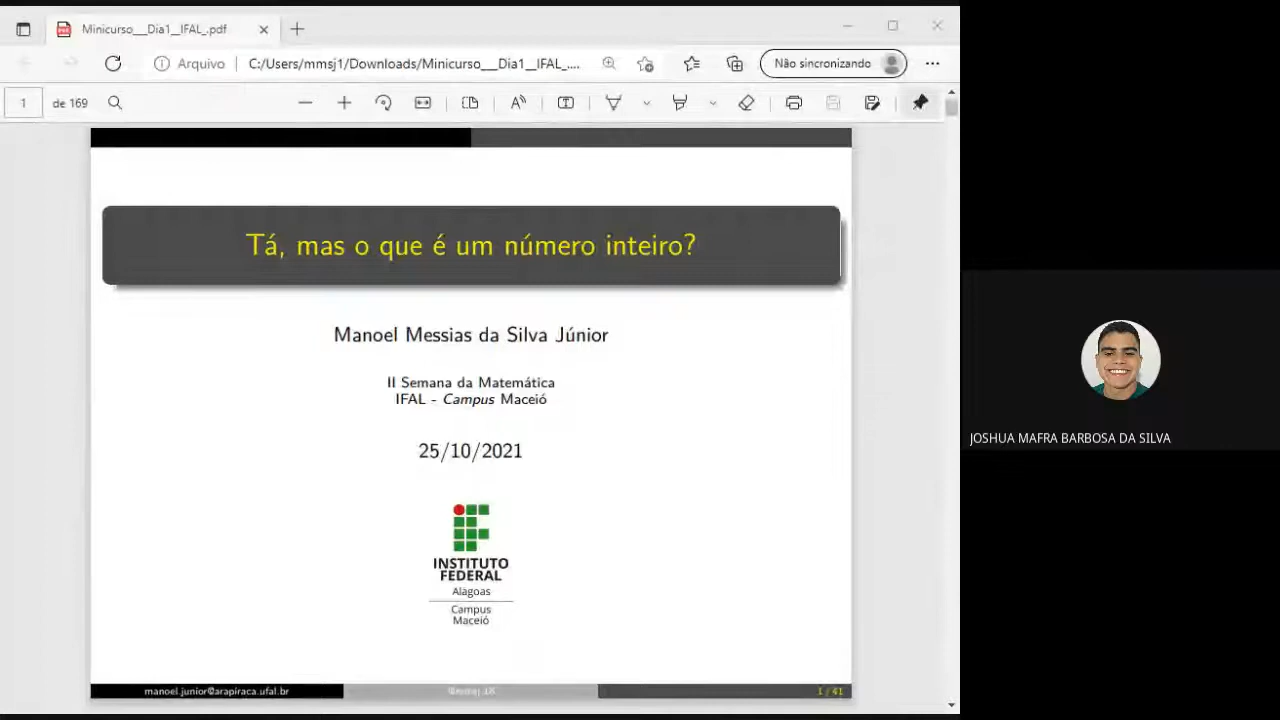 Minicurso__Dia1__IFAL_.pdf
Arquivo
C:/Users/mmsj1/Downloads/Minicurso__Dia1__IFAL_....
Não sincronizando
1
de 169
Tá, mas o que é um número inteiro?
Manoel Messias da Silva Júnior
II Semana da Matemática
IFAL - Campus Maceió
25/10/2021
INSTITUTO
FEDERAL
Alagoas
Campus
Maceió
JOSHUA MAFRA BARBOSA DA SILVA
manoel.junior@arapiraca.ufal.br
1 / 41